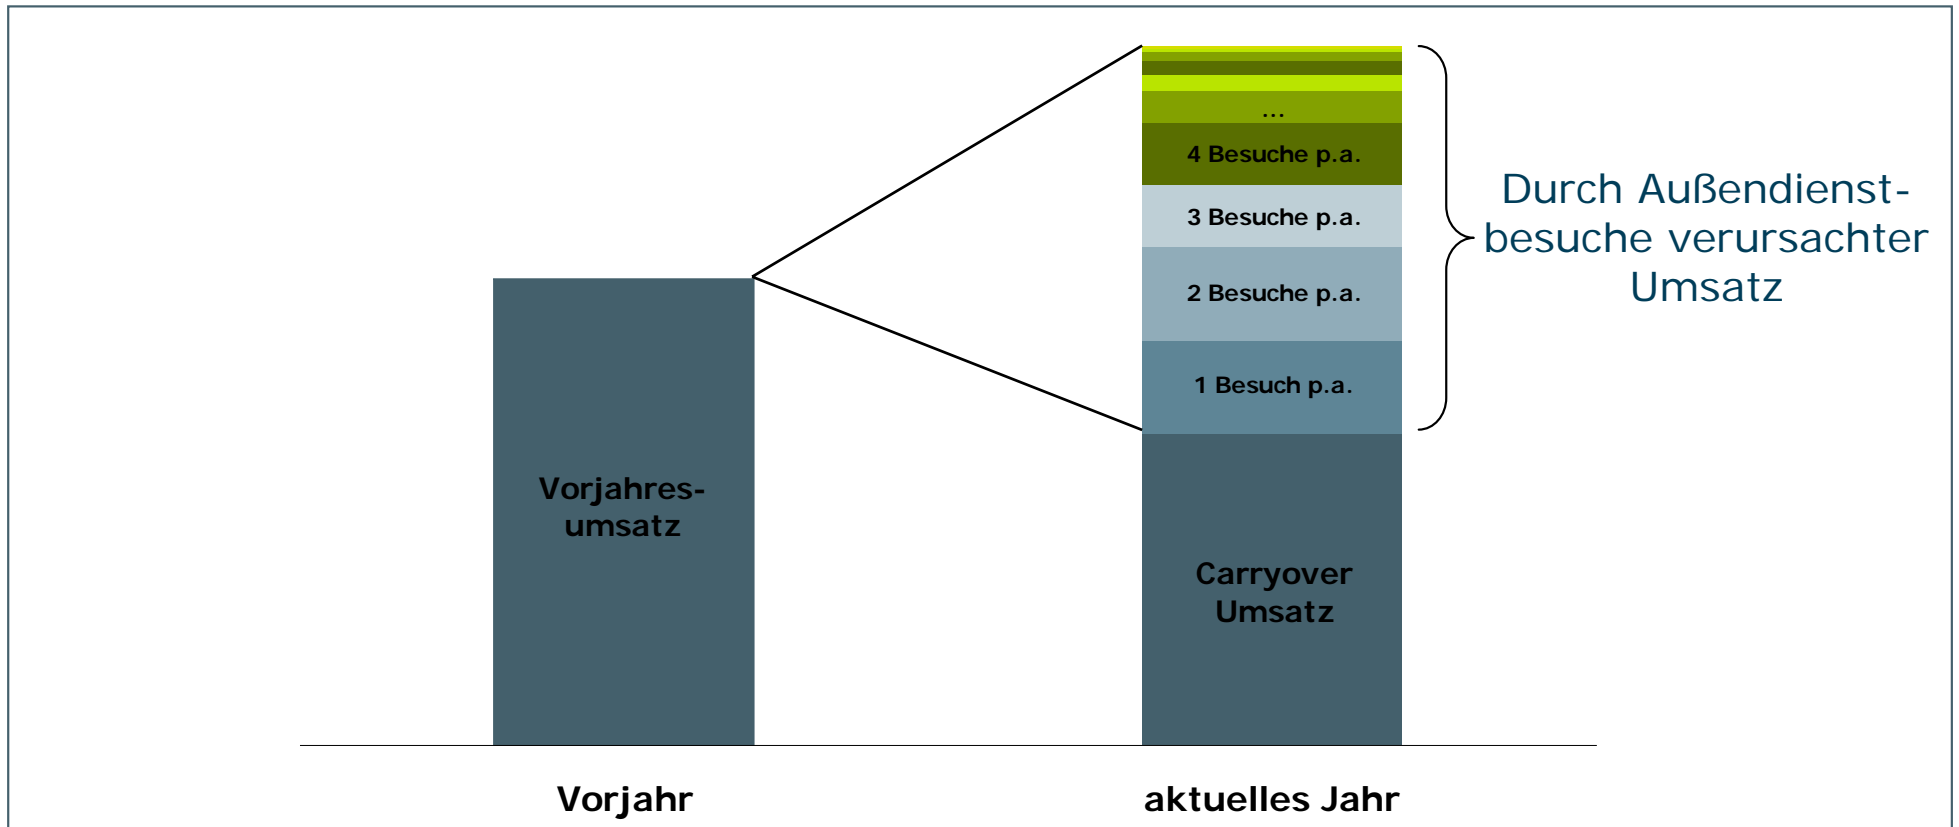 ...
4 Besuche p.a.
3 Besuche p.a.
2 Besuche p.a.
1 Besuch p.a.
Durch Außendienst-
besuche verursachter
Umsatz
Vorjahres-
umsatz
Carryover
Umsatz
Vorjahr
aktuelles Jahr